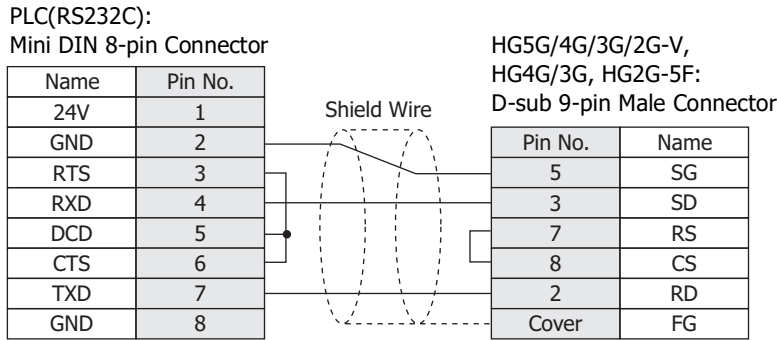 PLC(RS232C):
Mini DIN 8-pin Connector
Name Pin No.
24V 1
GND 2
RTS 3
RXD 4
DCD 5
CTS 6
TXD 7
GND 8
Shield Wire
HG5G/4G/3G/2G-V,
HG4G/3G, HG2G-5F:
D-sub 9-pin Male Connector
Pin No. Name
5 SG
3 SD
7 RS
8 CS
2 RD
Cover FG